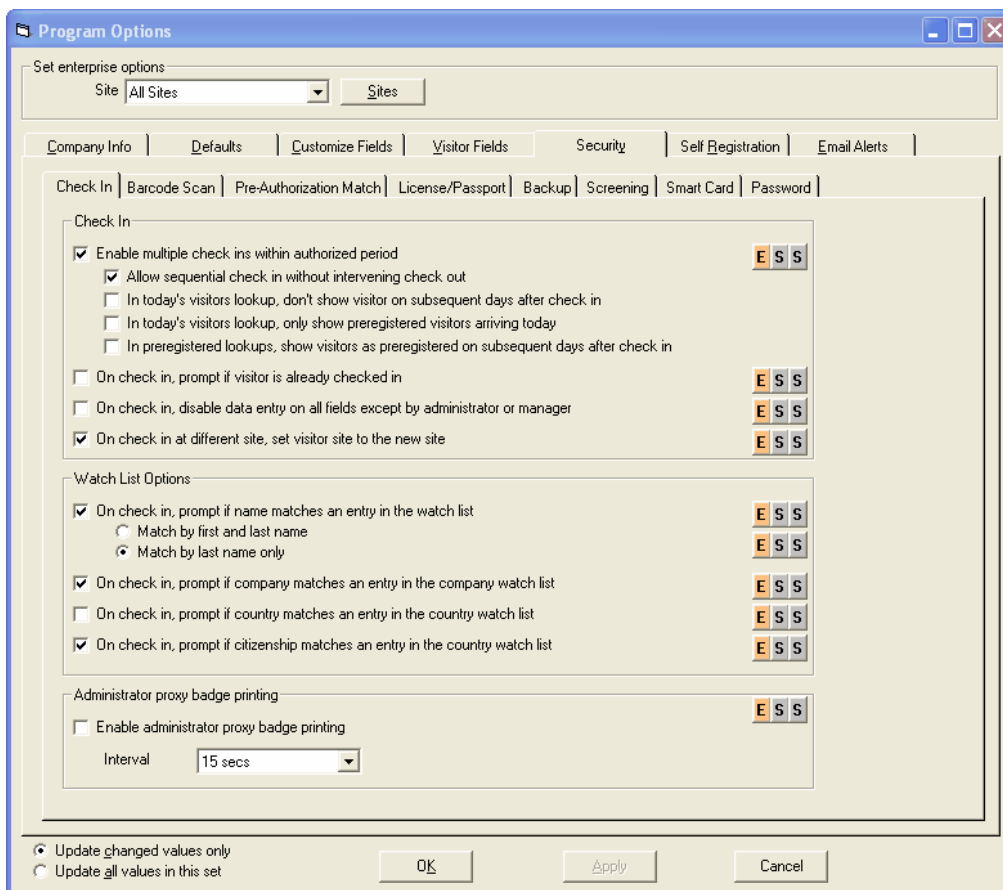 Program Options
Set enterprise options
Site All Sites Sites
Company Info Defaults Customize Fields Visitor Fields Security Self Registration Email Alerts
Check In Barcode Scan Pre-Authorization Match License/Passport Backup Screening Smart Card Password
Check In
Enable multiple check ins within authorized period E S S
Allow sequential check in without intervening check out
In today's visitors lookup, don't show visitor on subsequent days after check in
In today's visitors lookup, only show preregistered visitors arriving today
In preregistered lookups, show visitors as preregistered on subsequent days after check in
On check in, prompt if visitor is already checked in E S S
On check in, disable data entry on all fields except by administrator or manager E S S
On check in at different site, set visitor site to the new site E S S
Watch List Options
On check in, prompt if name matches an entry in the watch list E S S
Match by first and last name
Match by last name only E S S
On check in, prompt if company matches an entry in the company watch list E S S
On check in, prompt if country matches an entry in the country watch list E S S
On check in, prompt if citizenship matches an entry in the country watch list E S S
Administrator proxy badge printing E S S
Enable administrator proxy badge printing
Interval 15 secs
Update changed values only
Update all values in this set
OK Apply Cancel